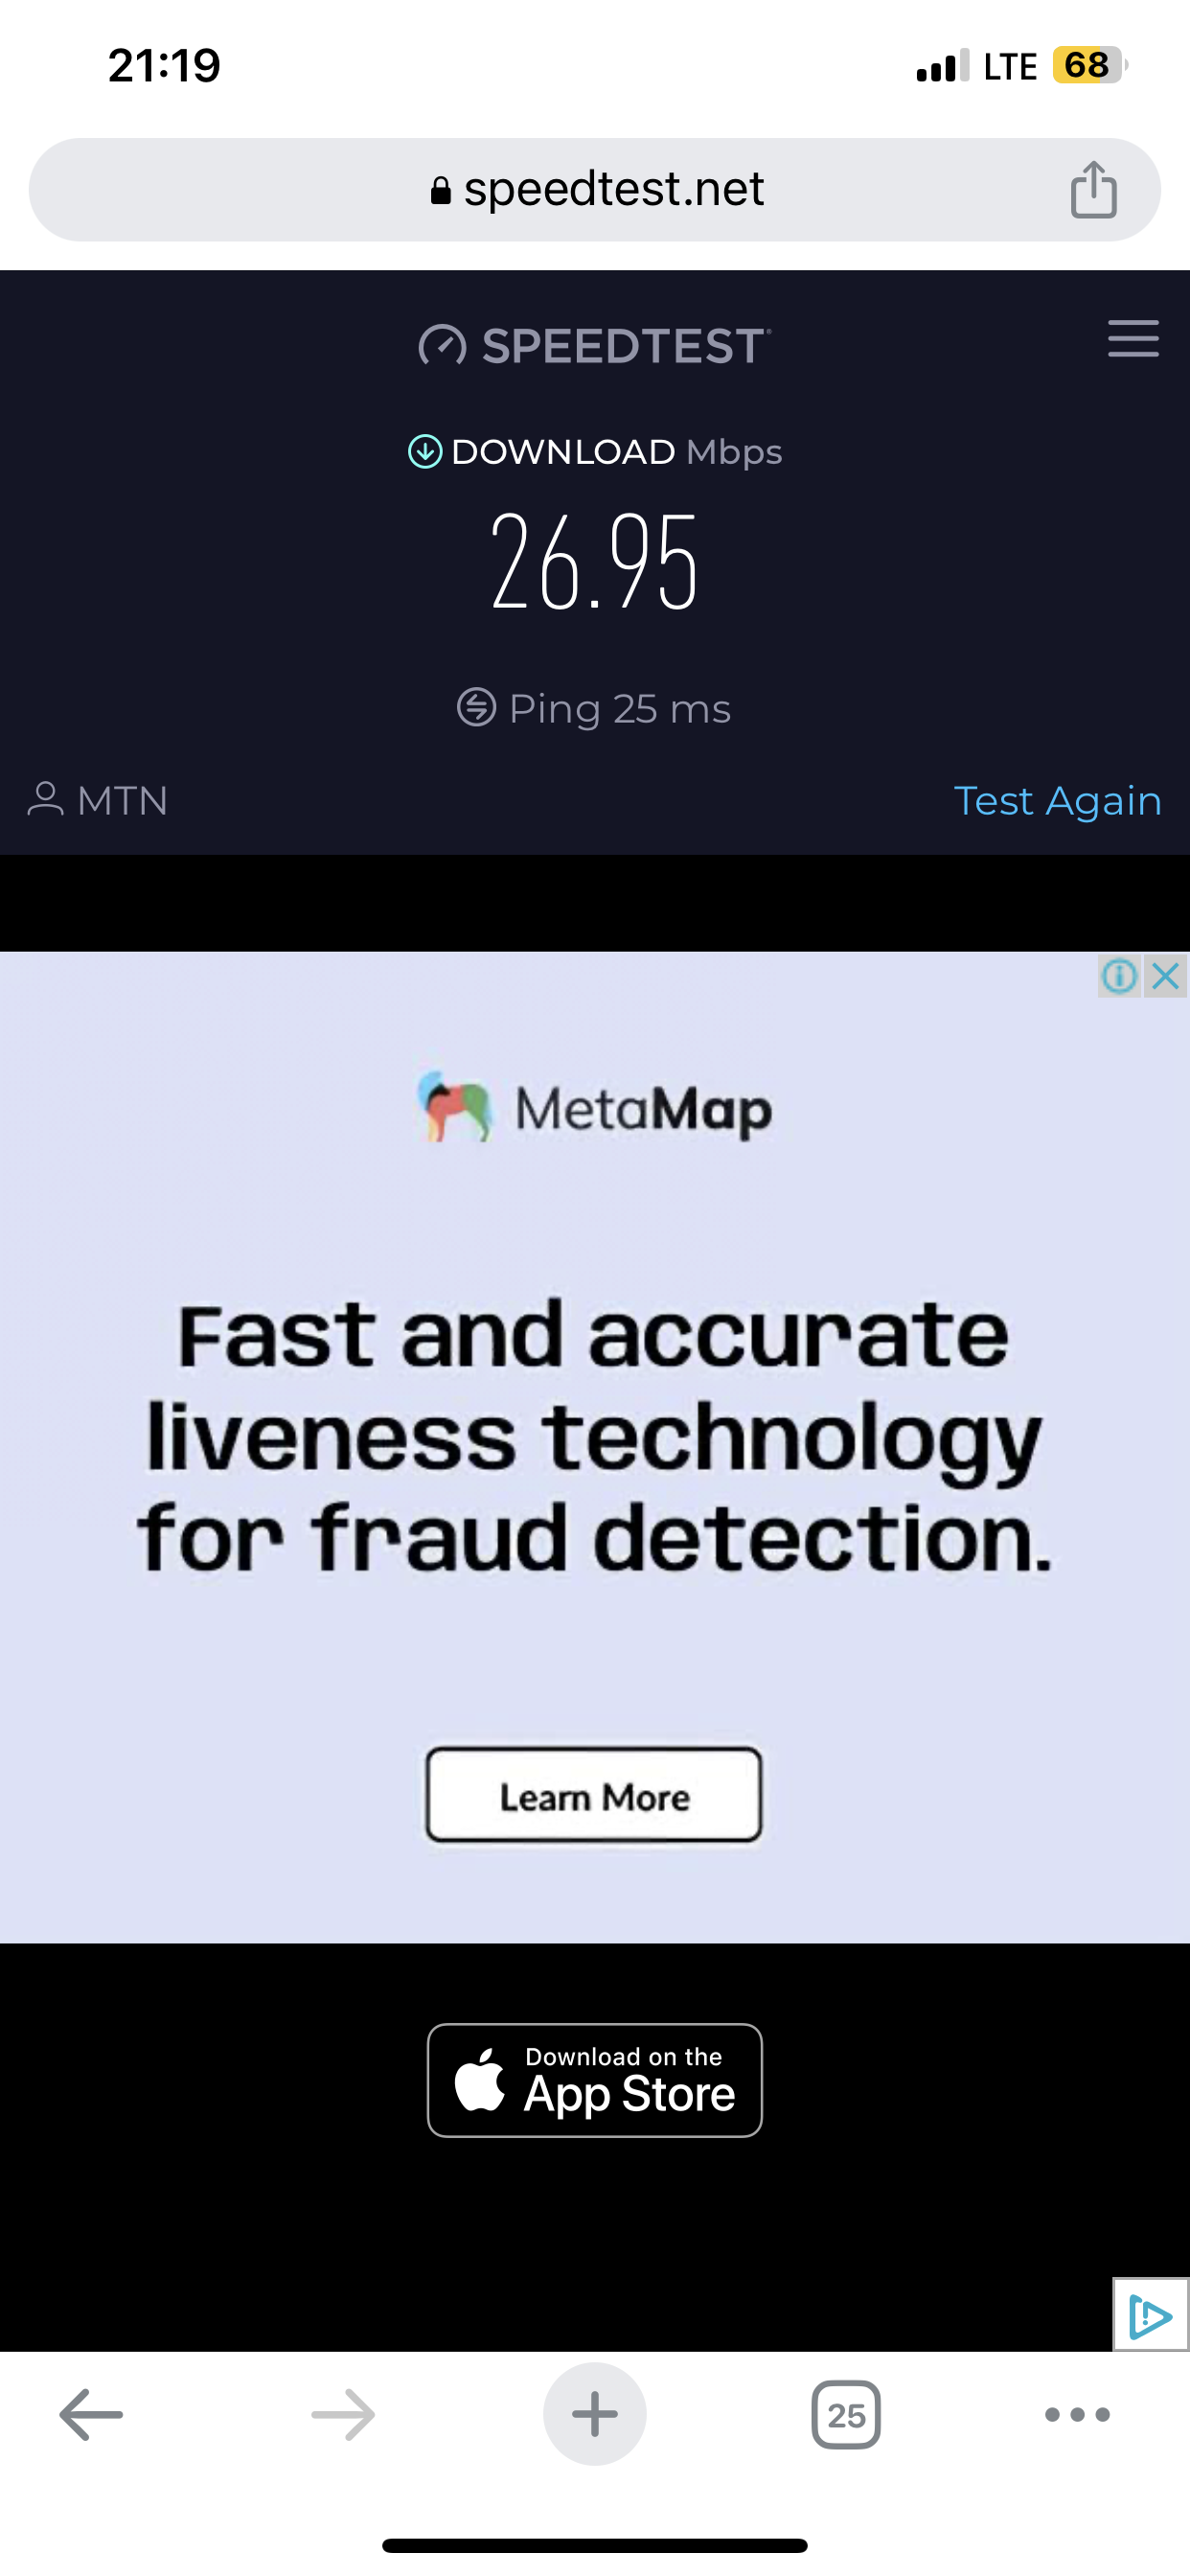 21:19
LTE 68
speedtest.net
SPEEDTEST
DOWNLOAD Mbps
26.95
Ping 25 ms
MTN
Test Again
MetaMap
Fast and accurate
liveness technology
for fraud detection.
Learn More
Download on the
App Store
25